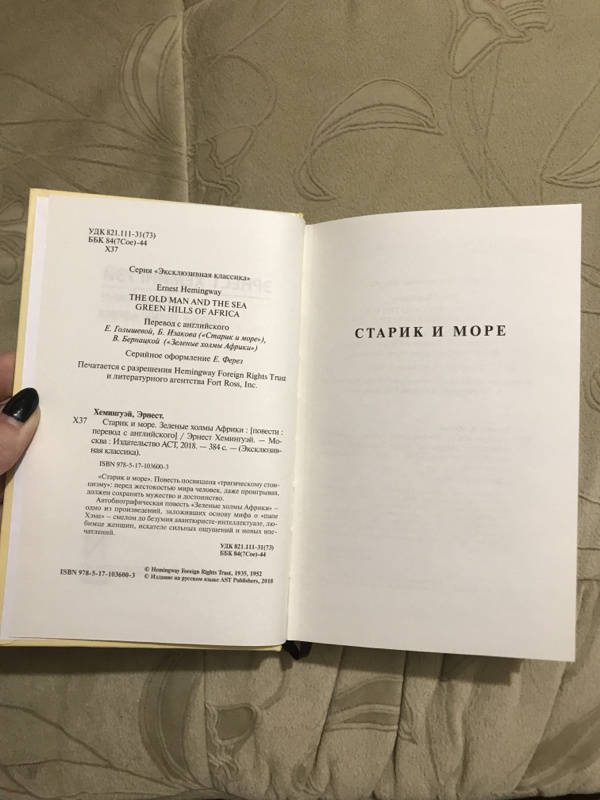 УДК 821.111-31(73)
ББК 84(7Сое)-44
Х37
Серия «Эксклюзивная классика»
Ernest Hemingway
THE OLD MAN AND THE SEA
GREEN HILLS OF AFRICA
Перевод с английского
Е. Голышевой, Б. Изакова («Старик и море»),
В. Бернацкой («Зеленые холмы Африки»)
Серийное оформление Е. Ферез
Печатается с разрешения Hemingway Foreign Rights Trust
и литературного агентства Fort Ross, Inc.
Хемингуэй, Эрнест.
Х37 Старик и море. Зеленые холмы Африки : [повести :
перевод с английского] / Эрнест Хемингуэй. — Мо-
сква : Издательство АСТ, 2018. — 384 с. — (Эксклюзив-
ная классика).
ISBN 978-5-17-103600-3
«Старик и море». Повесть посвящена «трагическому стои-
цизму»: перед жестокостью мира человек, даже проигрывая,
должен сохранять мужество и достоинство.
Автобиографическая повесть «Зеленые холмы Африки» –
одно из произведений, заложивших основу мифа о «папе
Хэме» – смелом до безумия авантюристе-интеллектуале, лю-
бимце женщин, искателе сильных ощущений и новых впе-
чатлений.
УДК 821.111-31(73)
ББК 84(7Сое)-44
© Hemingway Foreign Rights Trust, 1935, 1952
ISBN 978-5-17-103600-3 © Издание на русском языке AST Publishers, 2018
СТАРИК И МОРЕ